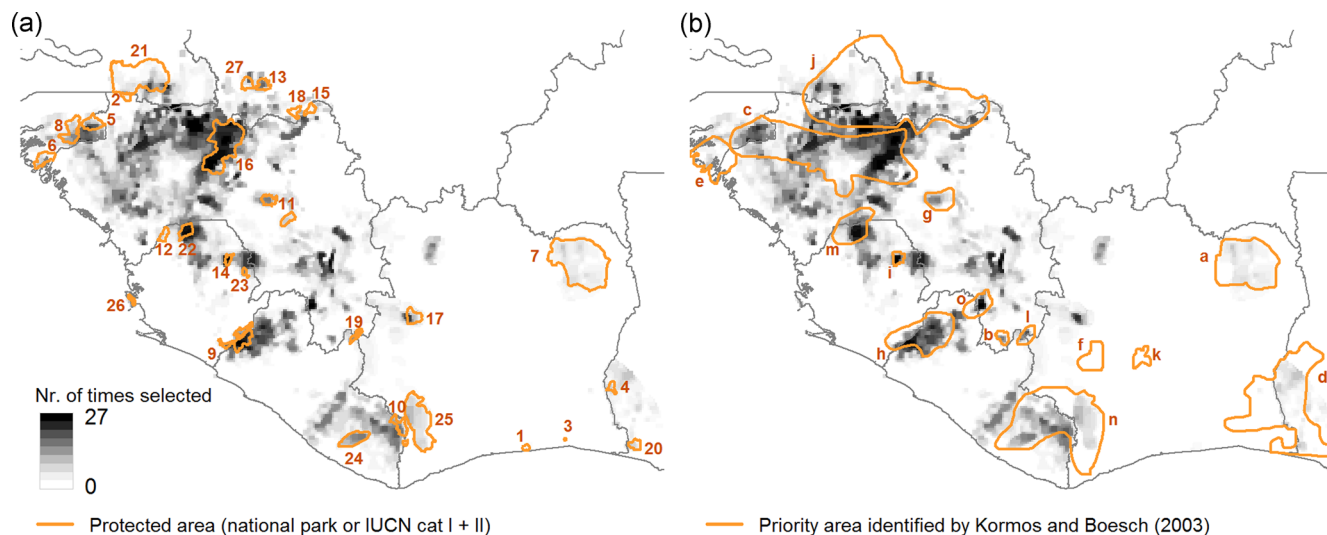 (a)
21
27
13
18
15
2
5
8
6
16
11
12
22
14
23
7
26
17
19
9
4
10
25
24
1
3
20
Nr. of times selected
27
0
Protected area (national park or IUCN cat I + II)
(b)
j
c
e
g
m
i
a
o
b
l
h
f
k
d
n
Priority area identified by Kormos and Boesch (2003)